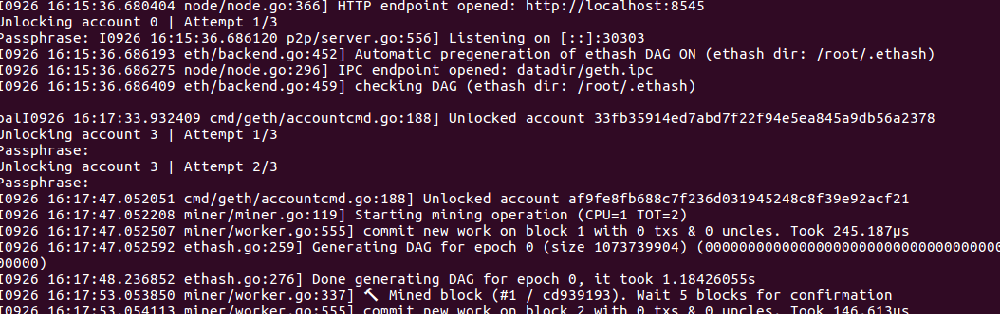 I0926 16:15:36.680404 node/node.go:366] HTTP endpoint opened: http://localhost:8545
Unlocking account 0 | Attempt 1/3
Passphrase: I0926 16:15:36.686120 p2p/server.go:556] Listening on [::]:30303
I0926 16:15:36.686193 eth/backend.go:452] Automatic pregeneration of ethash DAG ON (ethash dir: /root/.ethash)
I0926 16:15:36.686275 node/node.go:296] IPC endpoint opened: datadir/geth.ipc
I0926 16:15:36.686409 eth/backend.go:459] checking DAG (ethash dir: /root/.ethash)
balI0926 16:17:33.932409 cmd/geth/accountcmd.go:188] Unlocked account 33fb35914ed7abd7f22f94e5ea845a9db56a2378
Unlocking account 3 | Attempt 1/3
Passphrase:
Unlocking account 3 | Attempt 2/3
Passphrase:
I0926 16:17:47.052051 cmd/geth/accountcmd.go:188] Unlocked account af9fe8fb688c7f236d031945248c8f39e92acf21
I0926 16:17:47.052208 miner/miner.go:119] Starting mining operation (CPU=1 TOT=2)
I0926 16:17:47.052507 miner/worker.go:555] commit new work on block 1 with 0 txs & 0 uncles. Took 245.187µs
I0926 16:17:47.052592 ethash.go:259] Generating DAG for epoch 0 (size 1073739904) (0000000000000000000000000000000000000
00000)
I0926 16:17:48.236852 ethash.go:276] Done generating DAG for epoch 0, it took 1.18426055s
I0926 16:17:53.053850 miner/worker.go:337] 🔨 Mined block (#1 / cd939193). Wait 5 blocks for confirmation
I0926 16:17:53.054113 miner/worker.go:555] commit new work on block 2 with 0 txs & 0 uncles. Took 146.613µs